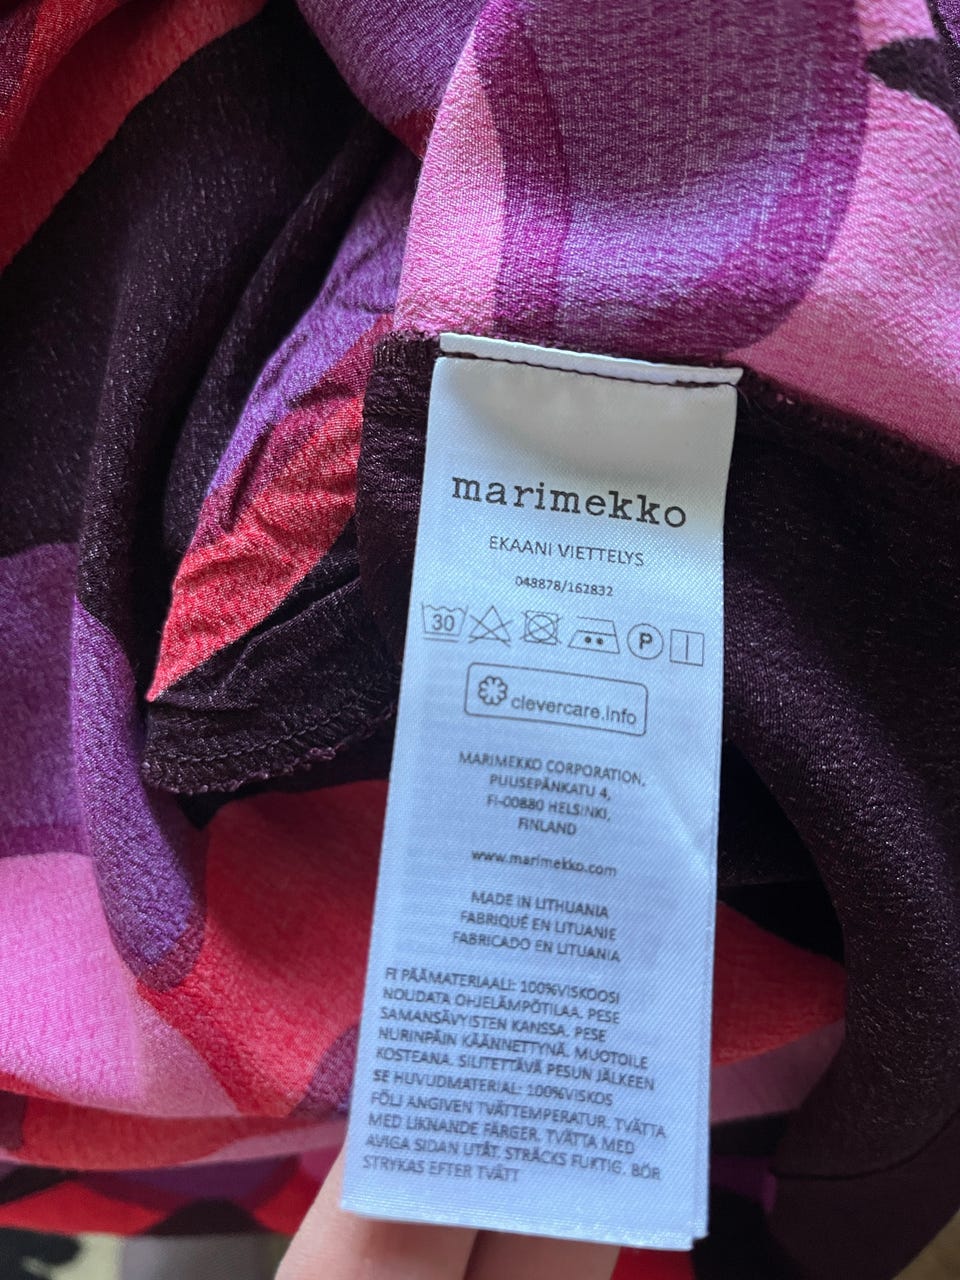 marimekko
EKAANI VIETTELYS
048878/162832
30 P
clevercare.info
MARIMEKKO CORPORATION,
PUUSEPÄNKATU 4,
FI-00880 HELSINKI,
FINLAND
www.marimekko.com
MADE IN LITHUANIA
FABRIQUÉ EN LITUANIE
FABRICADO EN LITUANIA
FI PÄÄMATERIAALI: 100%VISKOOSI
NOUDATA OHJELÄMPÖTILAA. PESE
SAMANSÄVYISTEN KANSSA. PESE
NURINPÄIN KÄÄNNETTYNÄ. MUOTOILE
KOSTEANA. SILITETTÄVÄ PESUN JÄLKEEN
SE HUVUDMATERIAL: 100%VISKOS
FÖLJ ANGIVEN TVÄTTEMPERATUR. TVÄTTA
MED LIKNANDE FÄRGER. TVÄTTA MED
AVIGA SIDAN UTÅT. STRÄCKS FUKTIG. BÖR
STRYKAS EFTER TVÄTT